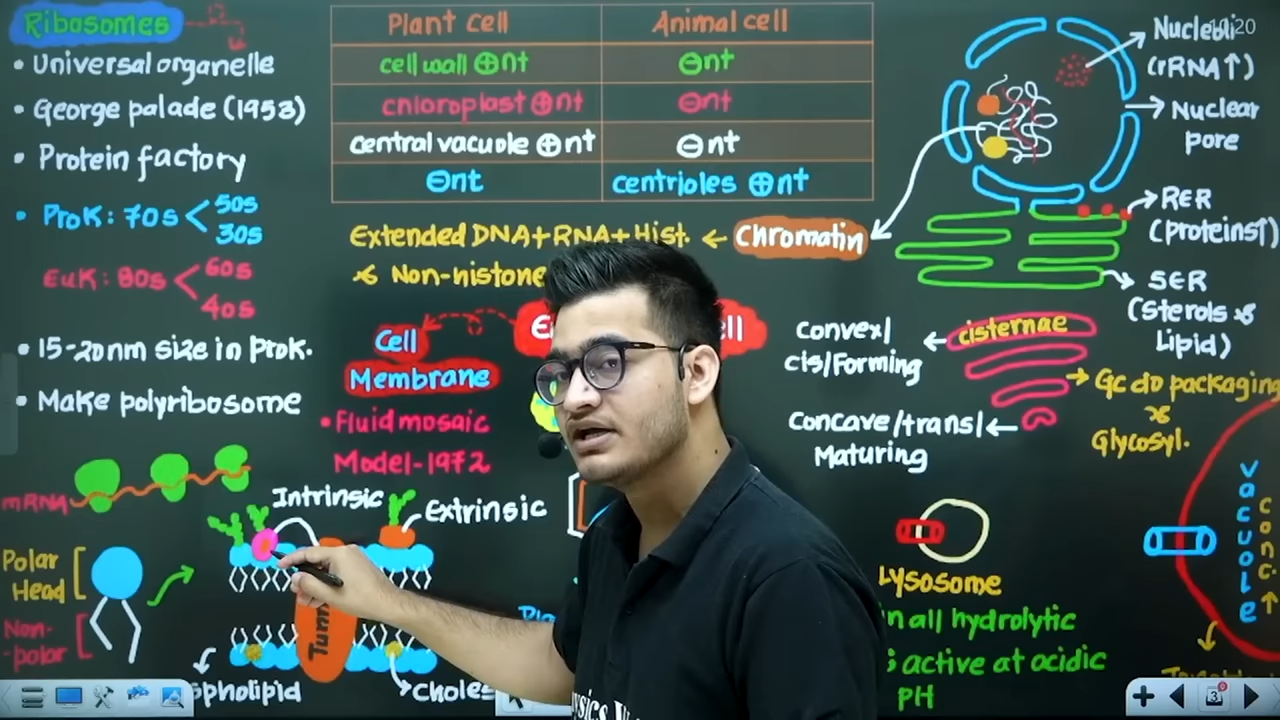 Ribosomes
• Universal organelle
• George palade (1953)
• Protein factory
• ProK: 70s < 50s
30s
EuK: 80s < 60s
40s
• 15-20nm size in ProK.
• Make polyribosome
mRNA
Polar
Head
Non-
-polar
Plant cell
Animal cell
cell wall ⊕nt
⊖nt
chloroplast ⊕nt
⊖nt
central vacuole ⊕nt
⊖nt
⊖nt
centrioles ⊕nt
Extended DNA+RNA+Hist. ← Chromatin
& Non-histone
Cell
Membrane
• Fluid mosaic
Model-1972
Intrinsic
Extrinsic
ell
Nucleoli
(rRNA↑)
Nuclear
pore
RER
(proteins↑)
SER
(Sterols &
Lipid)
cisternae
convex/
cis/Forming
Concave/trans/
Maturing
GC do packaging
&
Glycosyl.
Lysosome
all hydrolytic
active at acidic
PH
vacuole
conc.↑
3